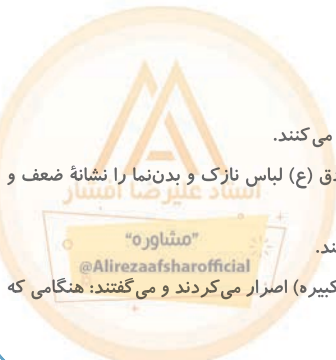 می‌کنند.
دق (ع) لباس نازک و بدن‌نما را نشانهٔ ضعف و
استاد علیرضا افشار
"مشاوره"
ند.
@Alirezaafsharofficial
کبیره) اصرار می‌کردند و می‌گفتند: هنگامی که